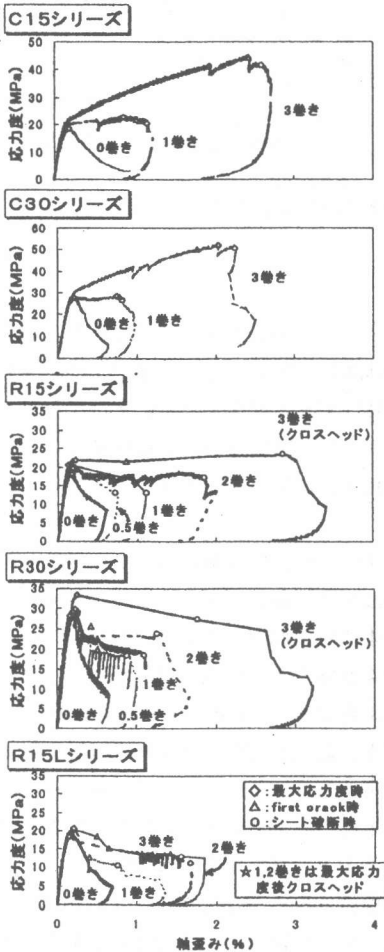 C15シリーズ
応力度(MPa)
50
40
30
20
10
0
0巻き
1巻き
3巻き
C30シリーズ
応力度(MPa)
60
50
40
30
20
10
0
0巻き
1巻き
3巻き
R15シリーズ
応力度(MPa)
35
30
25
20
15
10
5
0
3巻き
(クロスヘッド)
2巻き
1巻き
0.5巻き
0巻き
R30シリーズ
応力度(MPa)
35
30
25
20
15
10
5
0
3巻き
(クロスヘッド)
2巻き
1巻き
0.5巻き
0巻き
R15Lシリーズ
応力度(MPa)
35
30
25
20
15
10
5
0
◇:最大応力度時
△:first crack時
○:シート破断時
3巻き
2巻き
0巻き
1巻き
☆1,2巻きは最大応力
度後クロスヘッド
0 1 2 3 4
軸歪み(%)